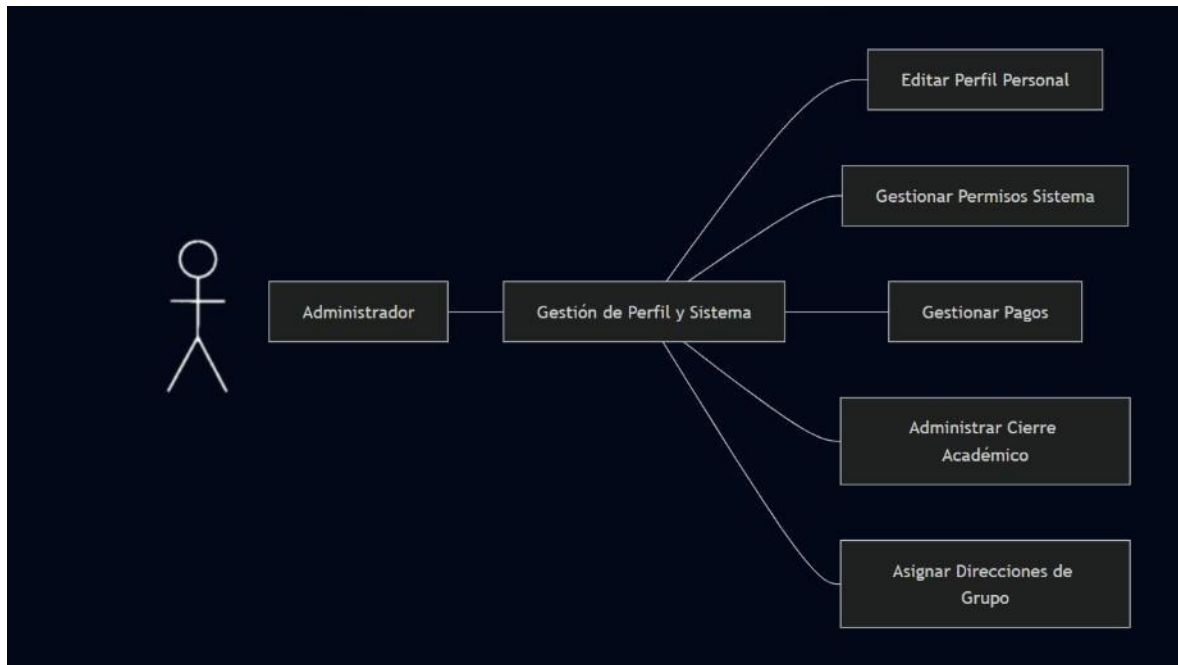 Editar Perfil Personal
Gestionar Permisos Sistema
Administrador
Gestión de Perfil y Sistema
Gestionar Pagos
Administrar Cierre
Académico
Asignar Direcciones de
Grupo